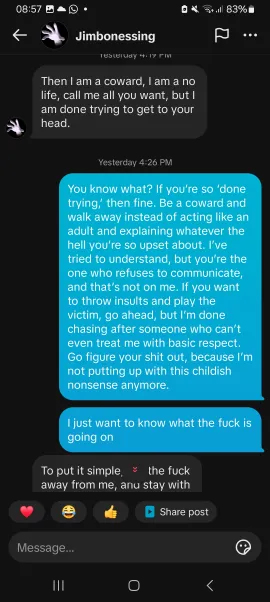 08:57 83%
Jimbonessing
Yesterday 4:19 PM
Then I am a coward, I am a no
life, call me all you want, but I
am done trying to get to your
head.
Yesterday 4:26 PM
You know what? If you're so 'done
trying,' then fine. Be a coward and
walk away instead of acting like an
adult and explaining whatever the
hell you're so upset about. I've
tried to understand, but you're the
one who refuses to communicate,
and that's not on me. If you want
to throw insults and play the
victim, go ahead, but I'm done
chasing after someone who can't
even treat me with basic respect.
Go figure your shit out, because I'm
not putting up with this childish
nonsense anymore.
I just want to know what the fuck is
going on
To put it simple, the fuck
away from me, and stay with
Share post
Message...